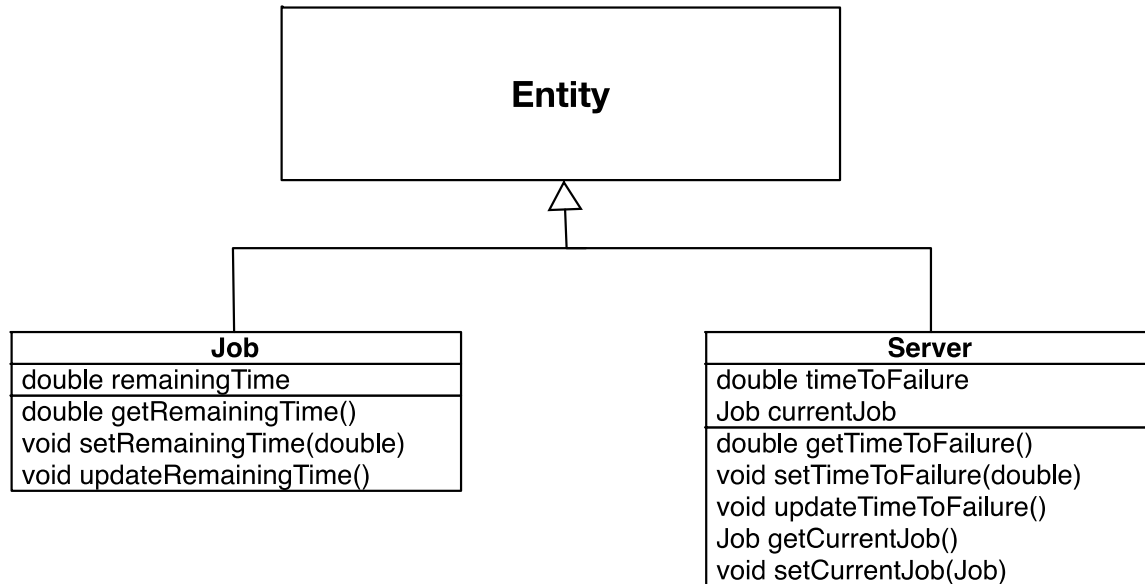 Entity
Job
double remainingTime
double getRemainingTime()
void setRemainingTime(double)
void updateRemainingTime()
Server
double timeToFailure
Job currentJob
double getTimeToFailure()
void setTimeToFailure(double)
void updateTimeToFailure()
Job getCurrentJob()
void setCurrentJob(Job)